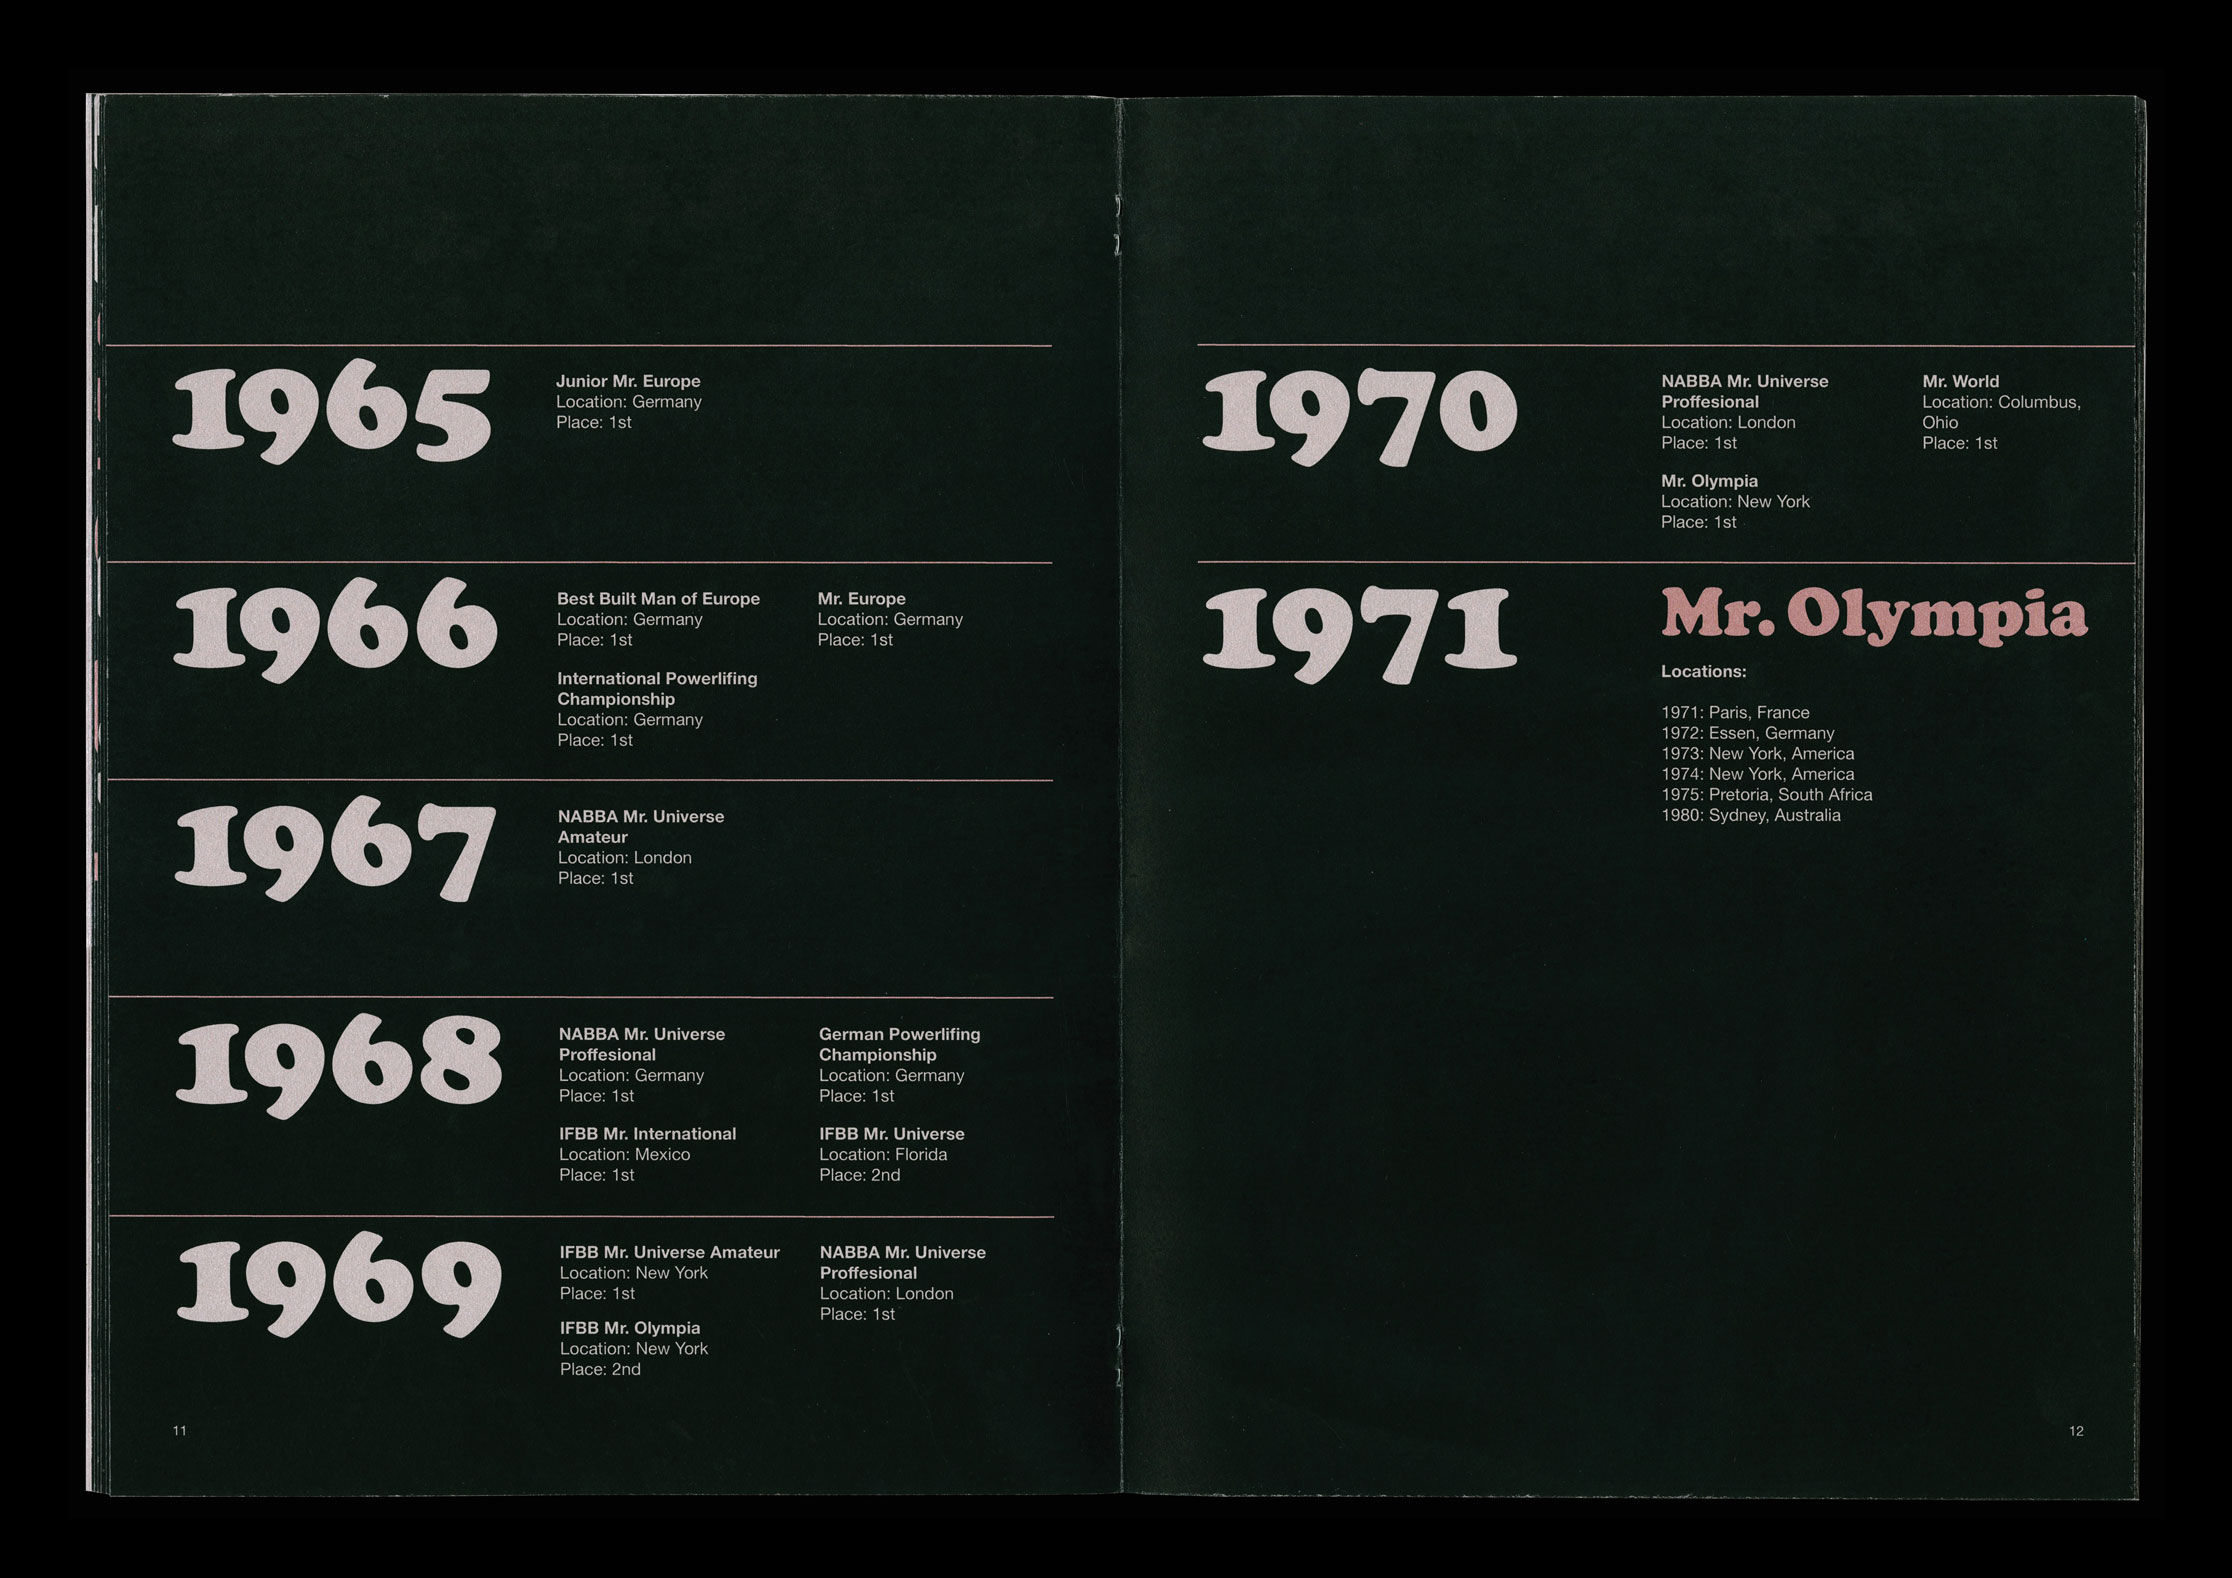 1965
Junior Mr. Europe
Location: Germany
Place: 1st
1966
Best Built Man of Europe
Location: Germany
Place: 1st
International Powerlifing
Championship
Location: Germany
Place: 1st
Mr. Europe
Location: Germany
Place: 1st
1967
NABBA Mr. Universe
Amateur
Location: London
Place: 1st
1968
NABBA Mr. Universe
Proffesional
Location: Germany
Place: 1st
IFBB Mr. International
Location: Mexico
Place: 1st
German Powerlifing
Championship
Location: Germany
Place: 1st
IFBB Mr. Universe
Location: Florida
Place: 2nd
1969
IFBB Mr. Universe Amateur
Location: New York
Place: 1st
IFBB Mr. Olympia
Location: New York
Place: 2nd
NABBA Mr. Universe
Proffesional
Location: London
Place: 1st
11
1970
NABBA Mr. Universe
Proffesional
Location: London
Place: 1st
Mr. Olympia
Location: New York
Place: 1st
Mr. World
Location: Columbus,
Ohio
Place: 1st
1971
Mr. Olympia
Locations:
1971: Paris, France
1972: Essen, Germany
1973: New York, America
1974: New York, America
1975: Pretoria, South Africa
1980: Sydney, Australia
12